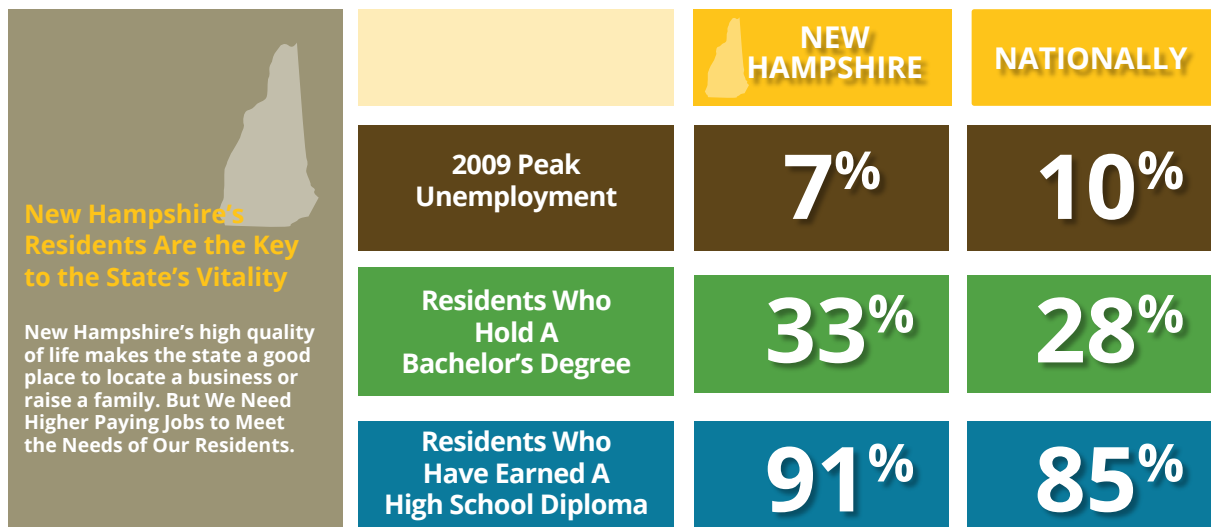 New Hampshire's
Residents Are the Key
to the State's Vitality
New Hampshire's high quality
of life makes the state a good
place to locate a business or
raise a family. But We Need
Higher Paying Jobs to Meet
the Needs of Our Residents.
NEW
HAMPSHIRE
NATIONALLY
2009 Peak
Unemployment
7%
10%
Residents Who
Hold A
Bachelor's Degree
33%
28%
Residents Who
Have Earned A
High School Diploma
91%
85%